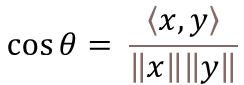 cos θ = ⟨x, y⟩ / ‖x‖‖y‖